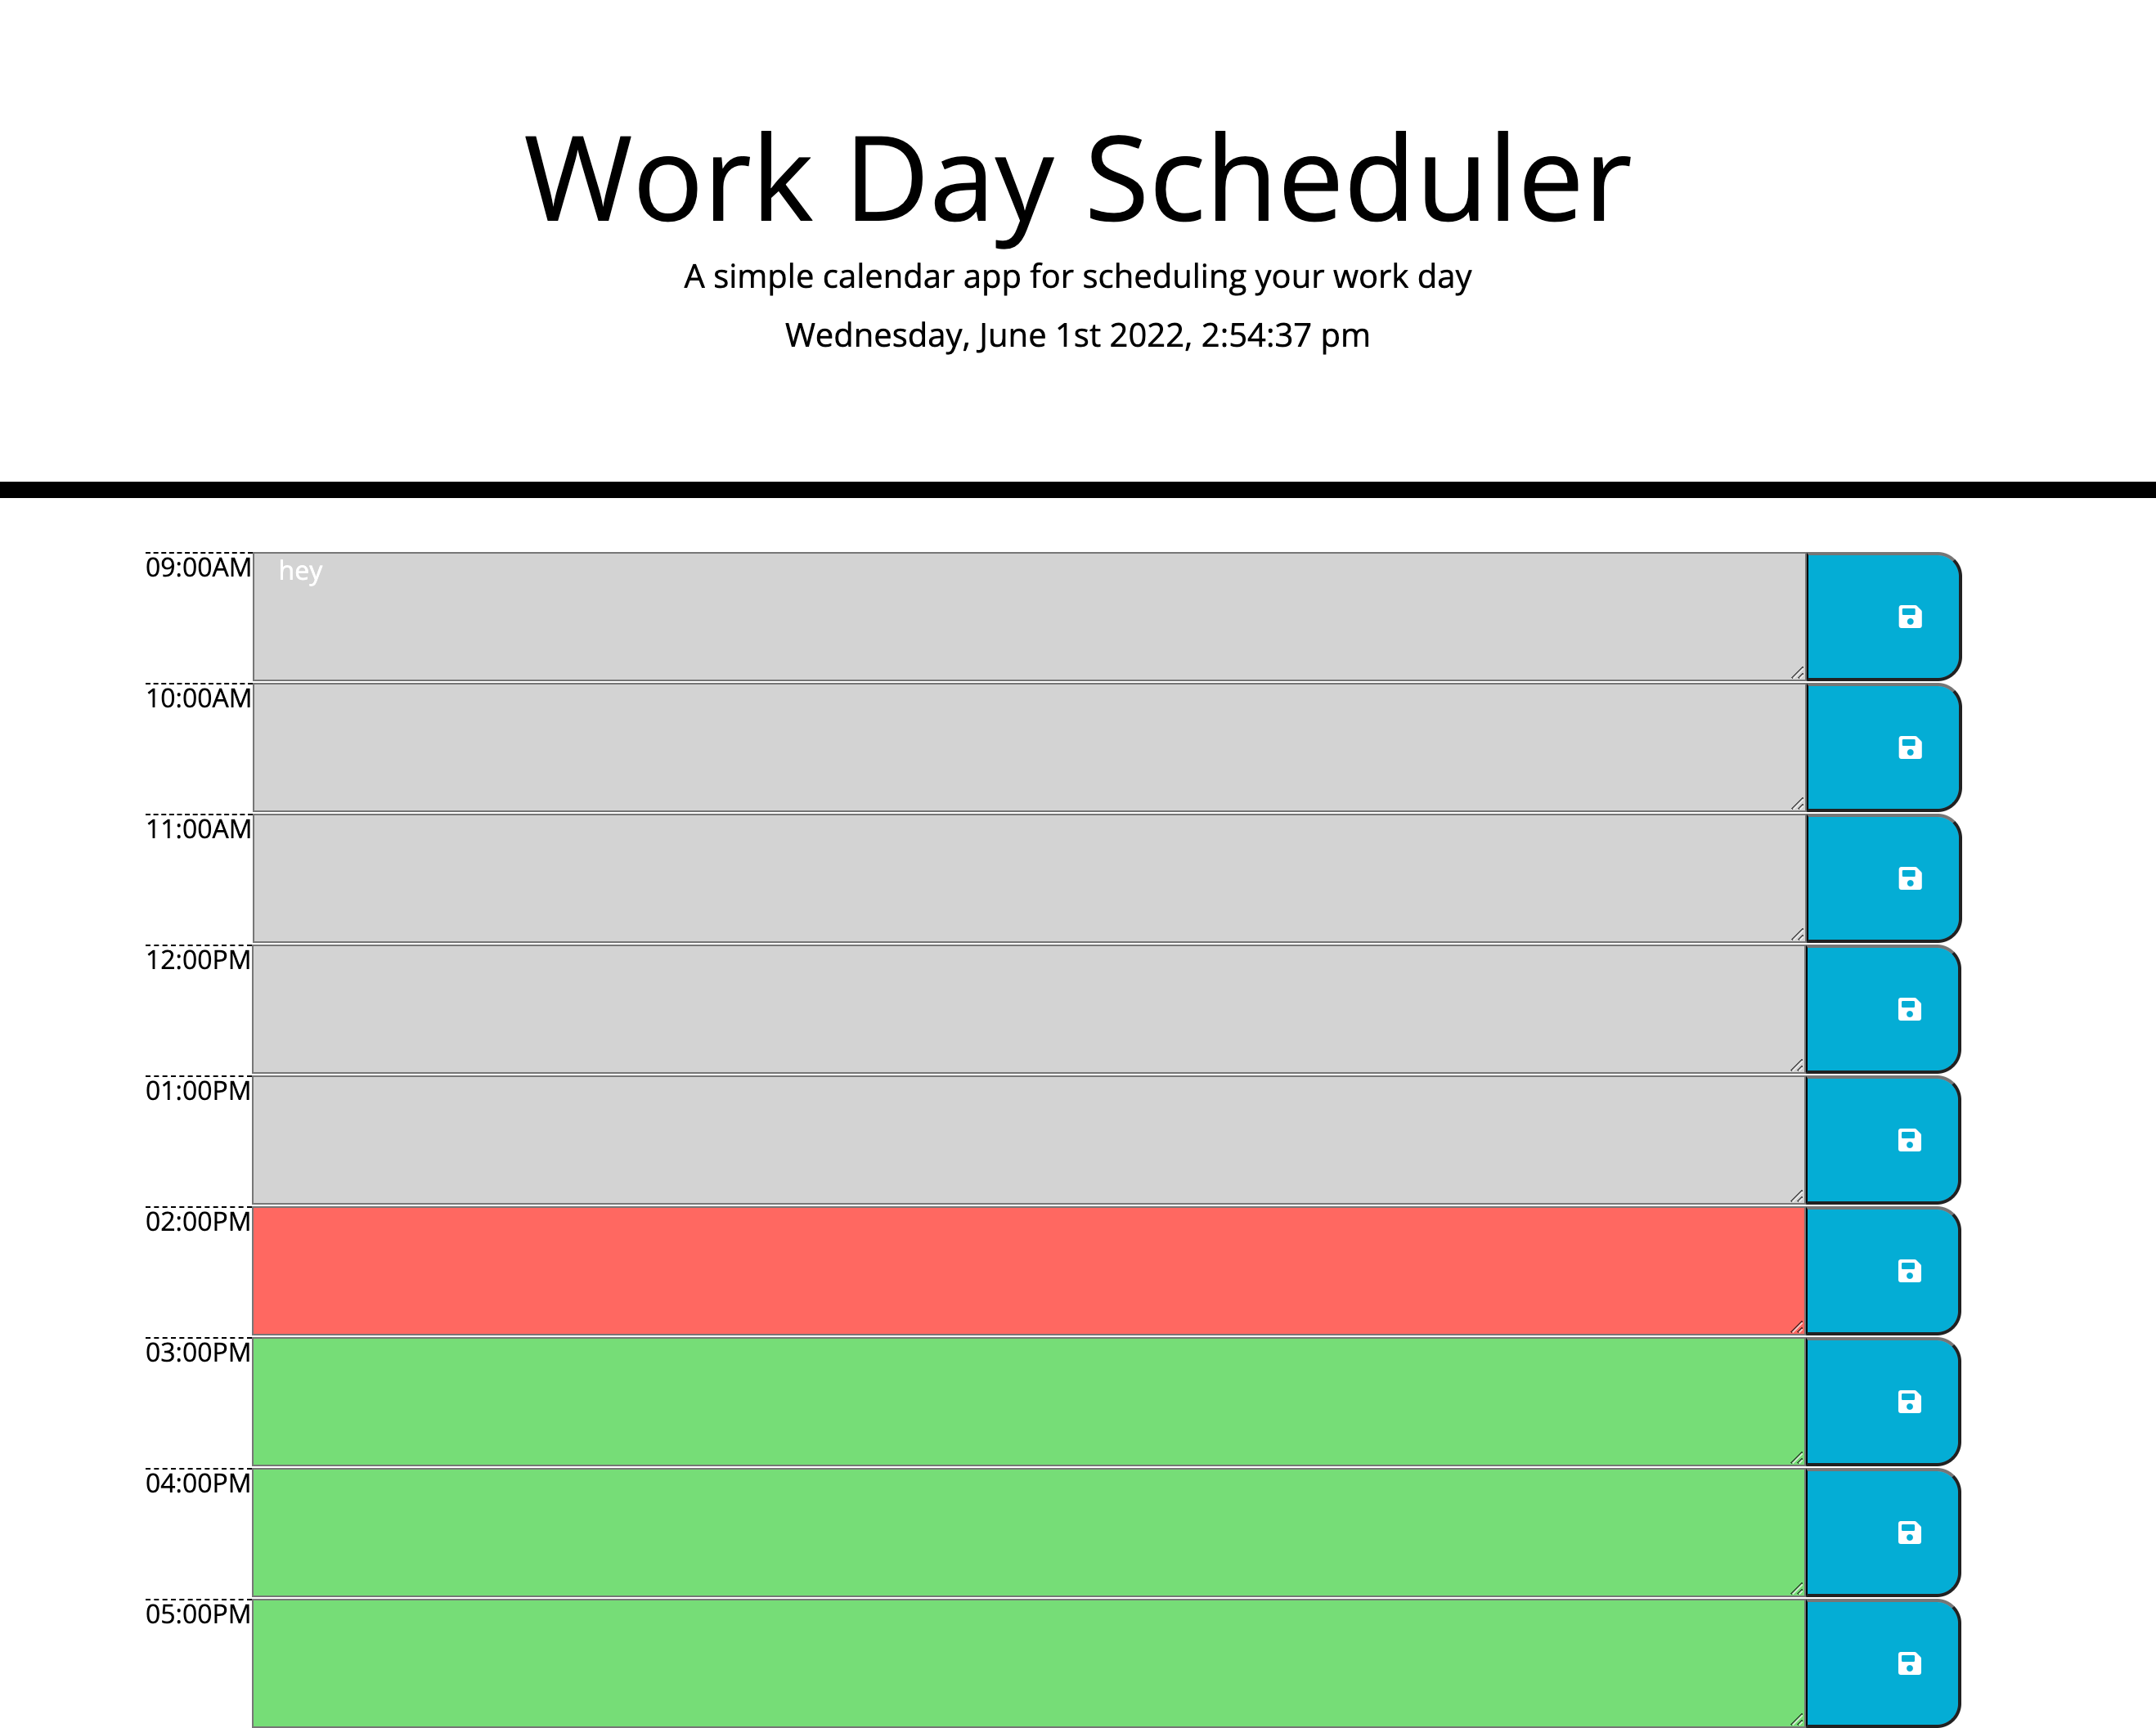 Work Day Scheduler
A simple calendar app for scheduling your work day
Wednesday, June 1st 2022, 2:54:37 pm
09:00AM hey
10:00AM
11:00AM
12:00PM
01:00PM
02:00PM
03:00PM
04:00PM
05:00PM